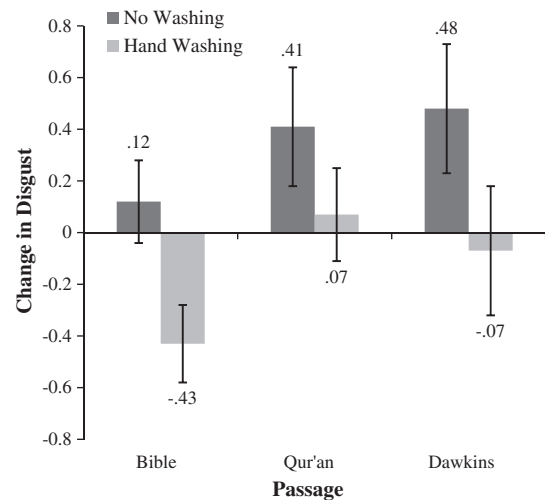 No Washing
Hand Washing
Change in Disgust
0.8
0.6
0.4
0.2
0
-0.2
-0.4
-0.6
-0.8
.12
-.43
.41
.07
.48
-.07
Bible
Qur'an
Dawkins
Passage